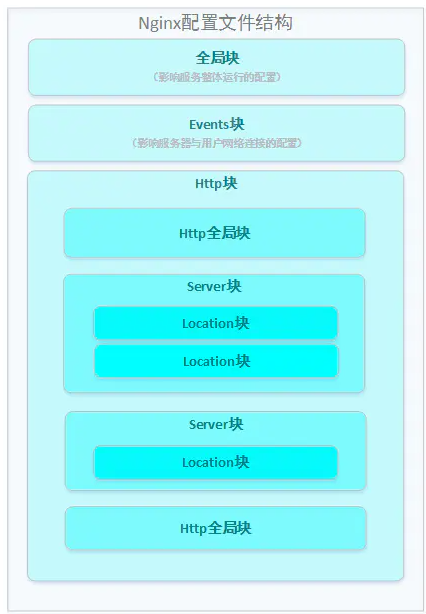 Nginx配置文件结构
全局块
（影响服务整体运行的配置）
Events块
（影响服务器与用户网络连接的配置）
Http块
Http全局块
Server块
Location块
Location块
Server块
Location块
Http全局块